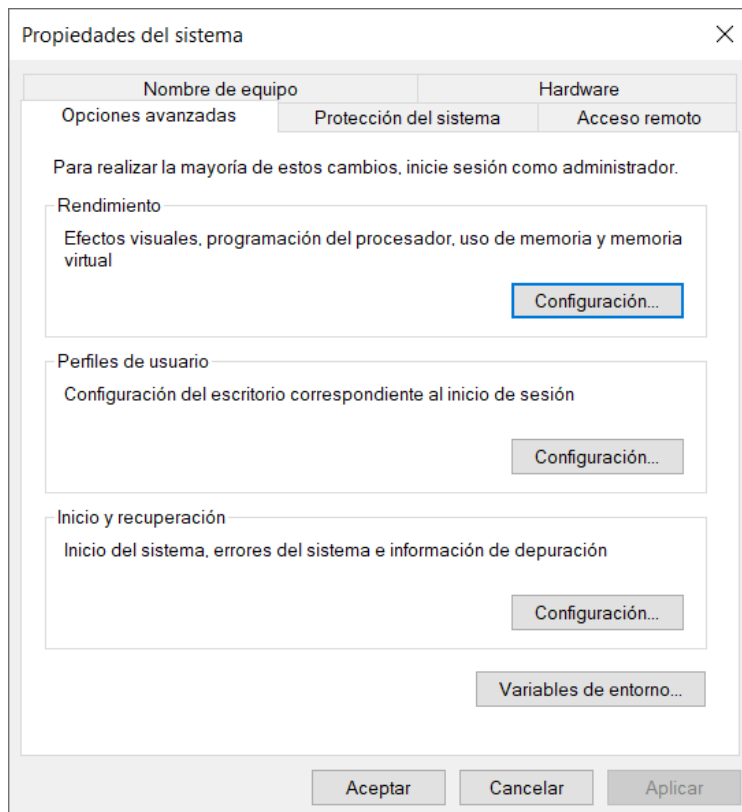 Propiedades del sistema
Nombre de equipo
Hardware
Opciones avanzadas
Protección del sistema
Acceso remoto
Para realizar la mayoría de estos cambios, inicie sesión como administrador.
Rendimiento
Efectos visuales, programación del procesador, uso de memoria y memoria
virtual
Configuración...
Perfiles de usuario
Configuración del escritorio correspondiente al inicio de sesión
Configuración...
Inicio y recuperación
Inicio del sistema, errores del sistema e información de depuración
Configuración...
Variables de entorno...
Aceptar
Cancelar
Aplicar